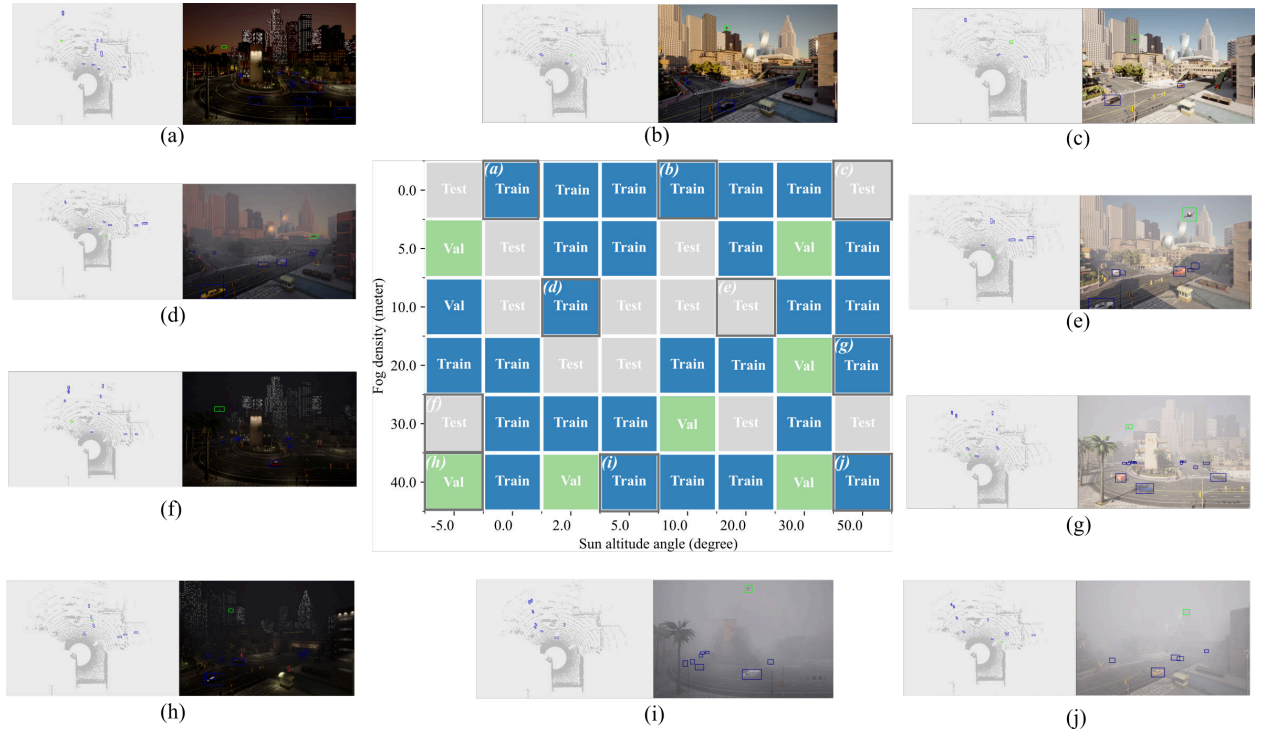 (a)
(b)
(c)
(d)
(e)
(f)
(g)
(h)
(i)
(j)
Fog density (meter)
0.0 Test (a) Train Train Train (b) Train Train Train (c) Test
5.0 Val Test Train Train Test Val Train
10.0 Val Test (d) Train Test Test (e) Test Train Train
20.0 Train Train Test Test Train Train Val (g) Train
30.0 (f) Test Train Train Train Val Test Train Test
40.0 (h) Val Train Val (i) Train Train Train Val (j) Train
-5.0 0.0 2.0 5.0 10.0 20.0 30.0 50.0
Sun altitude angle (degree)